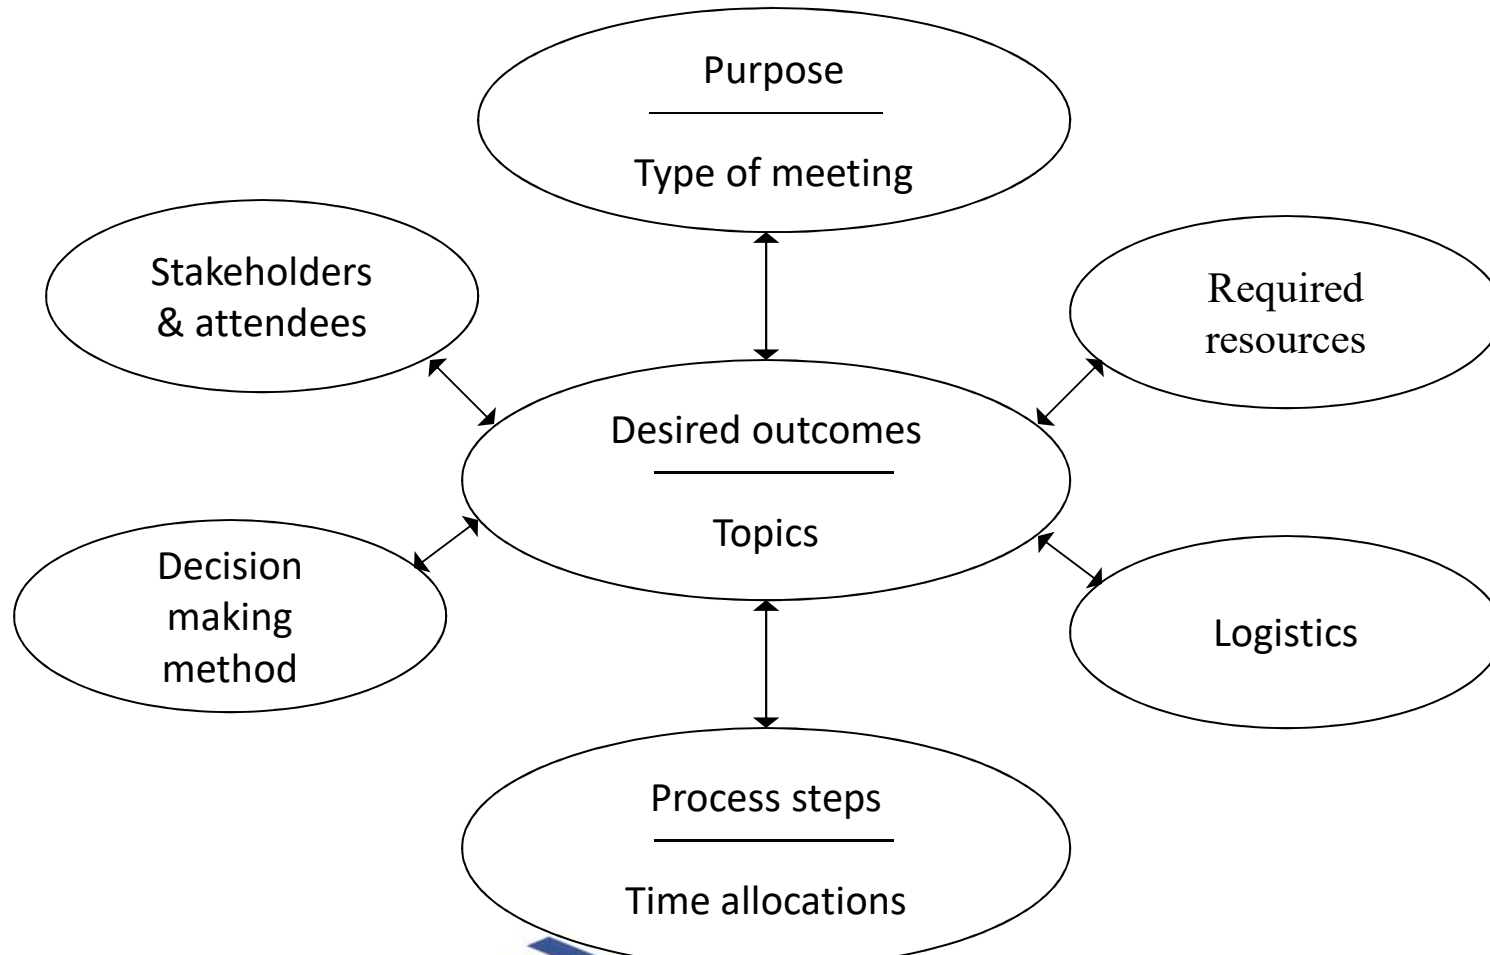 Purpose
Type of meeting
Stakeholders
& attendees
Required
resources
Desired outcomes
Topics
Decision
making
method
Logistics
Process steps
Time allocations